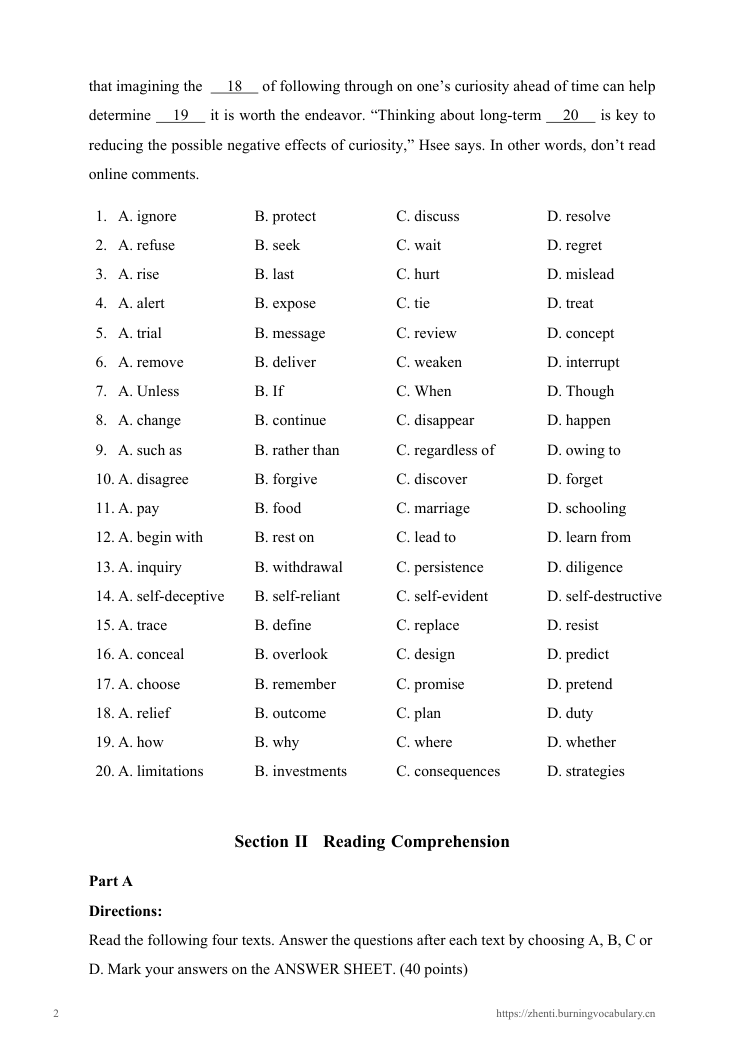 that imagining the 18 of following through on one's curiosity ahead of time can help
determine 19 it is worth the endeavor. “Thinking about long-term 20 is key to
reducing the possible negative effects of curiosity,” Hsee says. In other words, don't read
online comments.
1. A. ignore B. protect C. discuss D. resolve
2. A. refuse B. seek C. wait D. regret
3. A. rise B. last C. hurt D. mislead
4. A. alert B. expose C. tie D. treat
5. A. trial B. message C. review D. concept
6. A. remove B. deliver C. weaken D. interrupt
7. A. Unless B. If C. When D. Though
8. A. change B. continue C. disappear D. happen
9. A. such as B. rather than C. regardless of D. owing to
10. A. disagree B. forgive C. discover D. forget
11. A. pay B. food C. marriage D. schooling
12. A. begin with B. rest on C. lead to D. learn from
13. A. inquiry B. withdrawal C. persistence D. diligence
14. A. self-deceptive B. self-reliant C. self-evident D. self-destructive
15. A. trace B. define C. replace D. resist
16. A. conceal B. overlook C. design D. predict
17. A. choose B. remember C. promise D. pretend
18. A. relief B. outcome C. plan D. duty
19. A. how B. why C. where D. whether
20. A. limitations B. investments C. consequences D. strategies
Section II Reading Comprehension
Part A
Directions:
Read the following four texts. Answer the questions after each text by choosing A, B, C or
D. Mark your answers on the ANSWER SHEET. (40 points)
2 https://zhenti.burningvocabulary.cn